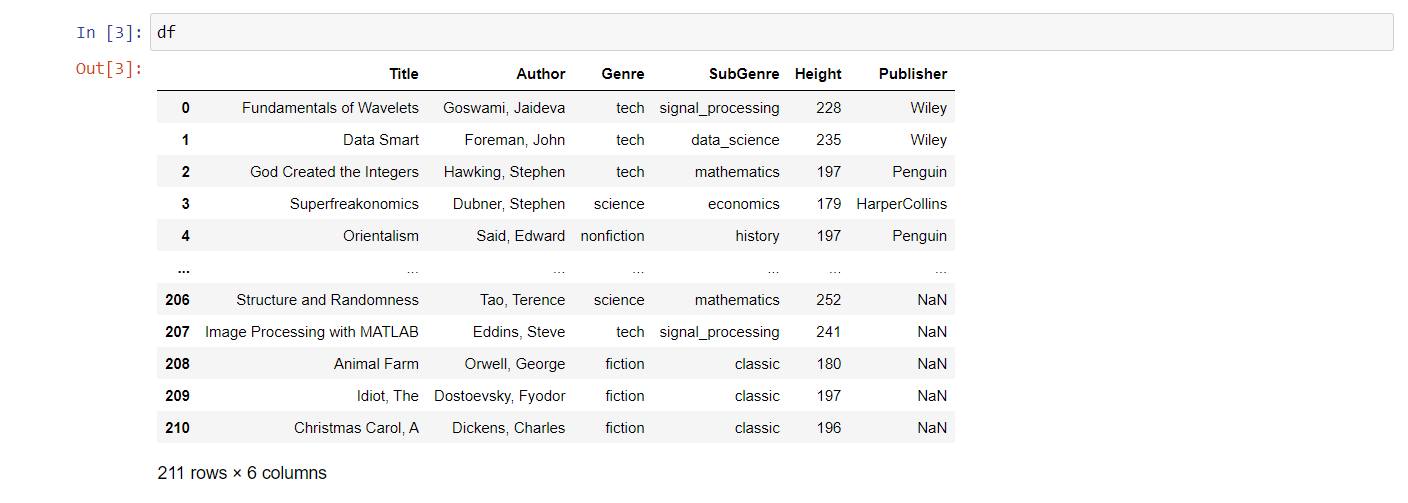 In [3]: df
Out[3]:
Title Author Genre SubGenre Height Publisher
0 Fundamentals of Wavelets Goswami, Jaideva tech signal_processing 228 Wiley
1 Data Smart Foreman, John tech data_science 235 Wiley
2 God Created the Integers Hawking, Stephen tech mathematics 197 Penguin
3 Superfreakonomics Dubner, Stephen science economics 179 HarperCollins
4 Orientalism Said, Edward nonfiction history 197 Penguin
... ... ... ... ... ... ...
206 Structure and Randomness Tao, Terence science mathematics 252 NaN
207 Image Processing with MATLAB Eddins, Steve tech signal_processing 241 NaN
208 Animal Farm Orwell, George fiction classic 180 NaN
209 Idiot, The Dostoevsky, Fyodor fiction classic 197 NaN
210 Christmas Carol, A Dickens, Charles fiction classic 196 NaN
211 rows × 6 columns